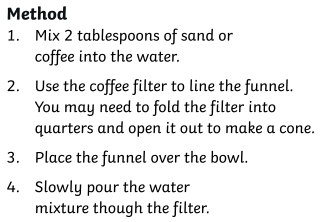 Method
1. Mix 2 tablespoons of sand or
coffee into the water.
2. Use the coffee filter to line the funnel.
You may need to fold the filter into
quarters and open it out to make a cone.
3. Place the funnel over the bowl.
4. Slowly pour the water
mixture though the filter.